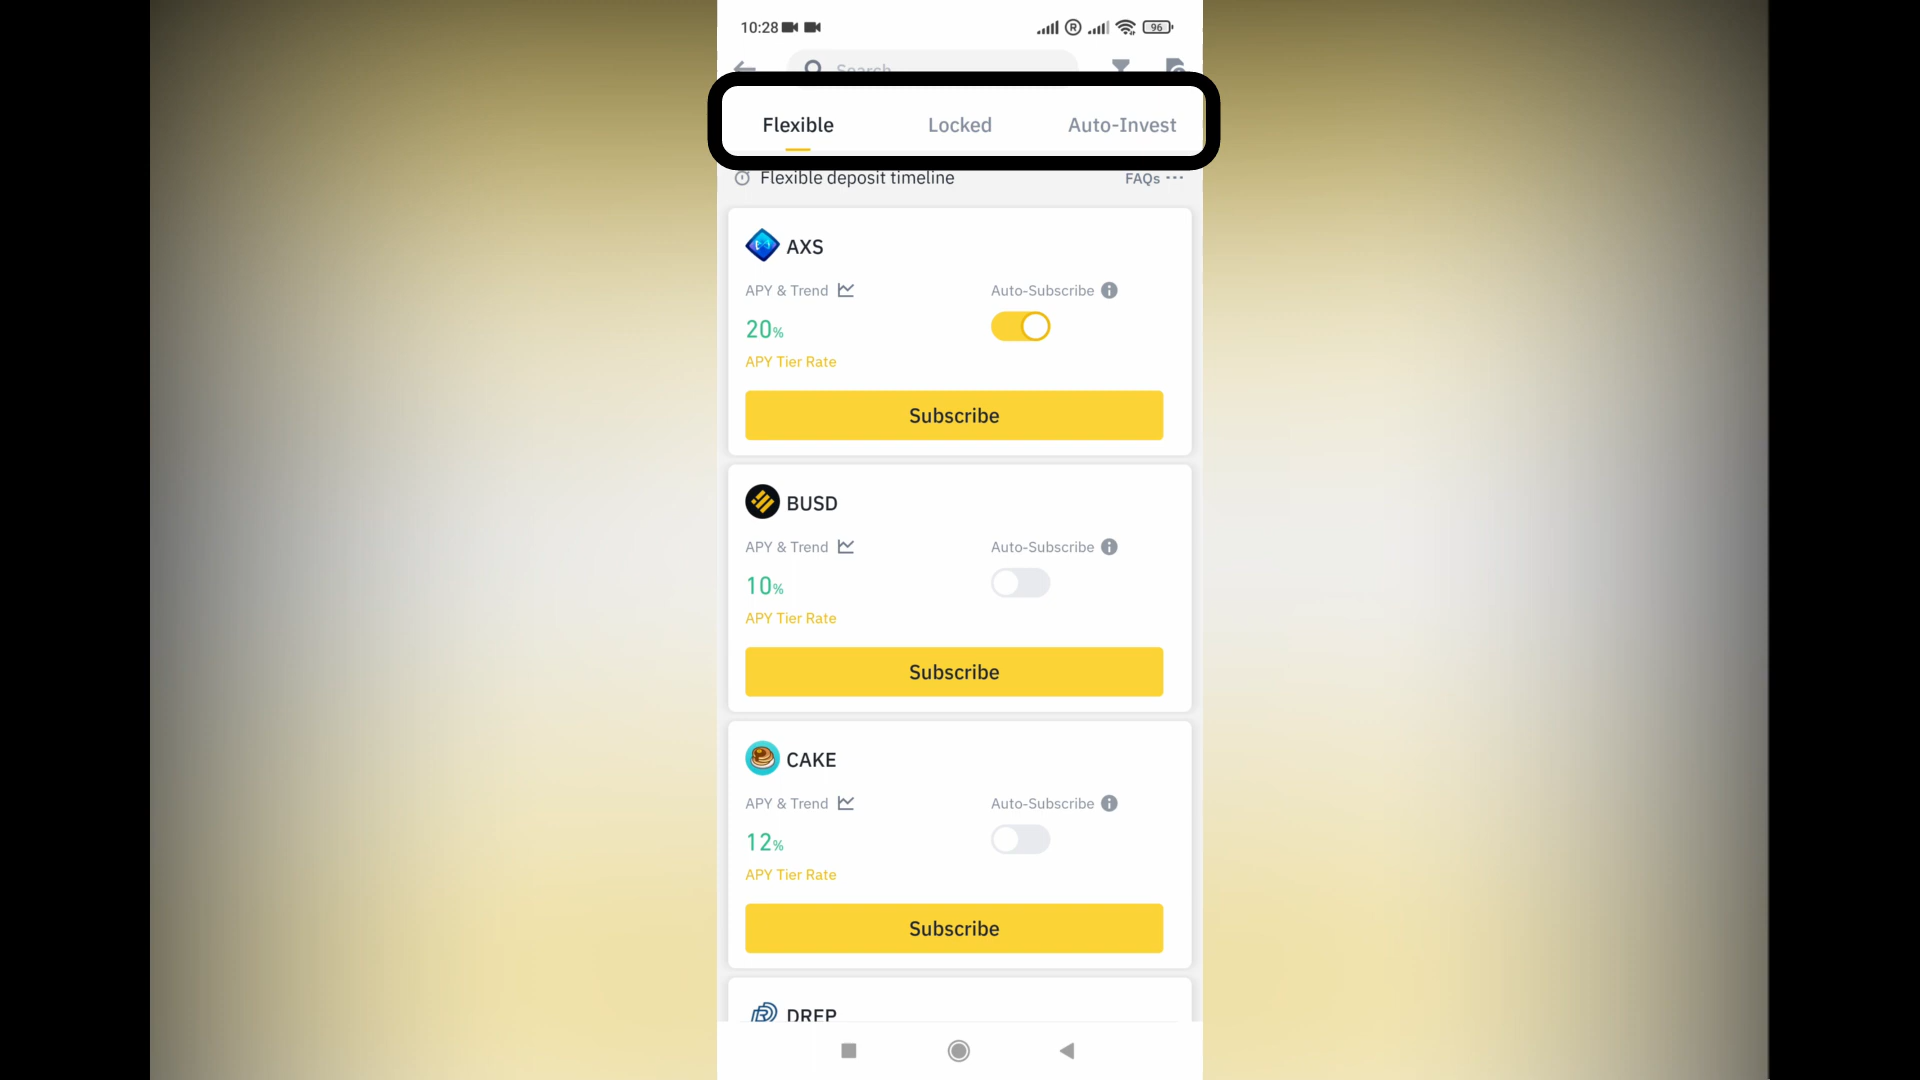 10:28 R 96
Search
Flexible Locked Auto-Invest
Flexible deposit timeline FAQs ···
AXS
APY & Trend Auto-Subscribe
20%
APY Tier Rate
Subscribe
BUSD
APY & Trend Auto-Subscribe
10%
APY Tier Rate
Subscribe
CAKE
APY & Trend Auto-Subscribe
12%
APY Tier Rate
Subscribe
DREP